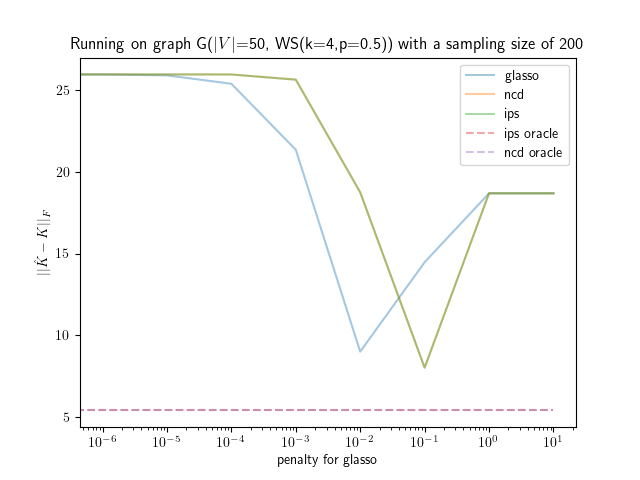 Running on graph G(|V|=50, WS(k=4,p=0.5)) with a sampling size of 200
glasso
ncd
ips
ips oracle
ncd oracle
||K̂ − K||_F
25
20
15
10
5
10^{-6} 10^{-5} 10^{-4} 10^{-3} 10^{-2} 10^{-1} 10^{0} 10^{1}
penalty for glasso